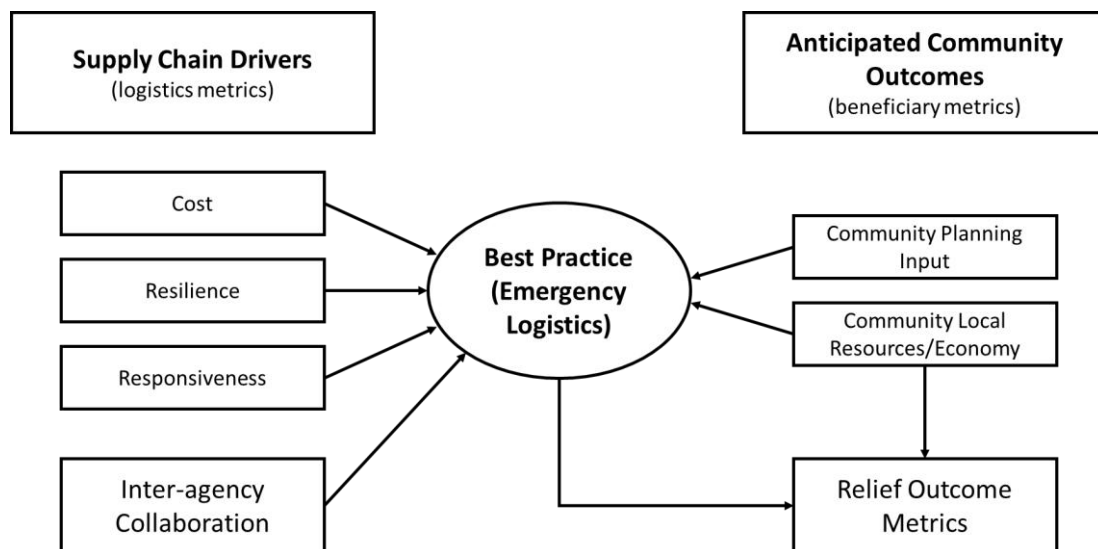 Supply Chain Drivers
(logistics metrics)
Anticipated Community
Outcomes
(beneficiary metrics)
Cost
Resilience
Responsiveness
Inter-agency
Collaboration
Best Practice
(Emergency
Logistics)
Community Planning
Input
Community Local
Resources/Economy
Relief Outcome
Metrics